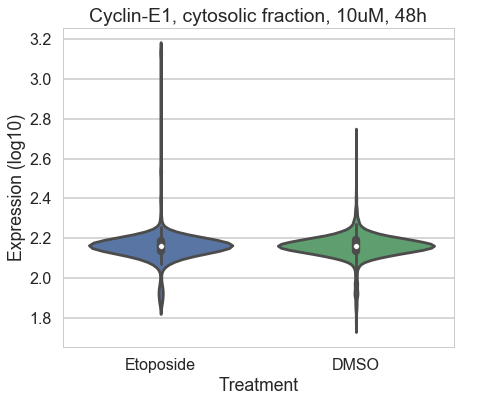 Cyclin-E1, cytosolic fraction, 10uM, 48h
3.2
3.0
2.8
2.6
2.4
2.2
2.0
1.8
Expression (log10)
Etoposide DMSO
Treatment